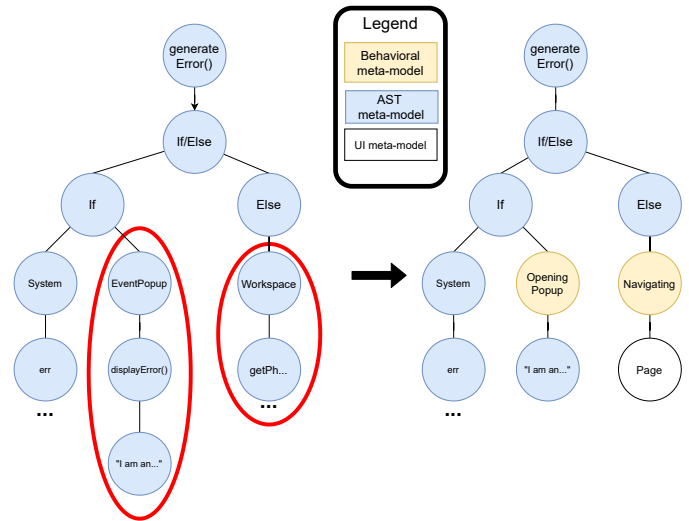 generate
Error()
If/Else
If
Else
System
EventPopup
Workspace
err
displayError()
getPh...
...
...
"I am an..."
Legend
Behavioral
meta-model
AST
meta-model
UI meta-model
generate
Error()
If/Else
If
Else
System
Opening
Popup
Navigating
err
"I am an..."
Page
...